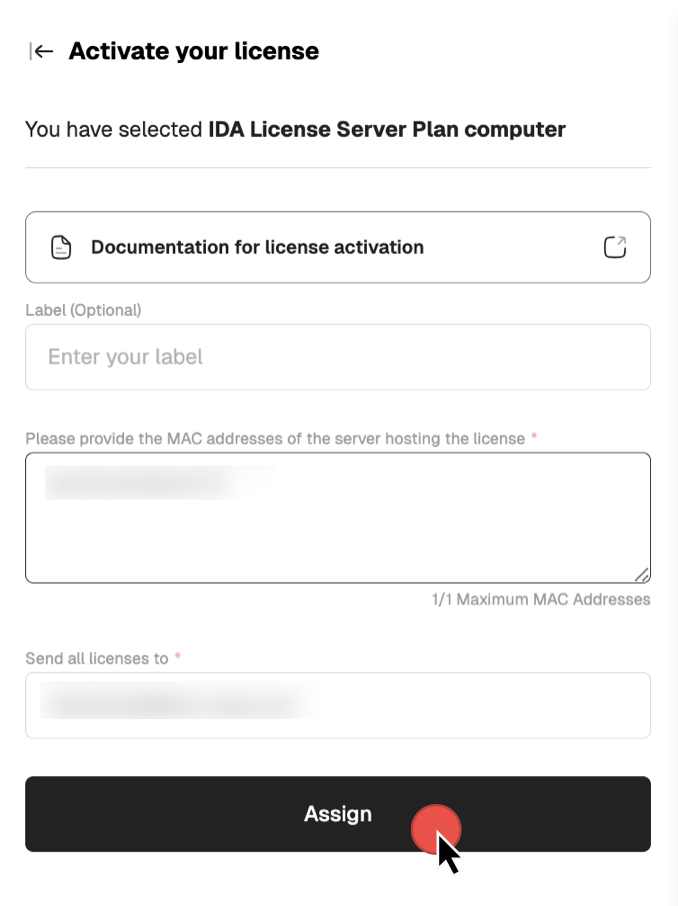 Activate your license
You have selected IDA License Server Plan computer
Documentation for license activation
Label (Optional)
Enter your label
Please provide the MAC addresses of the server hosting the license *
1/1 Maximum MAC Addresses
Send all licenses to *
Assign